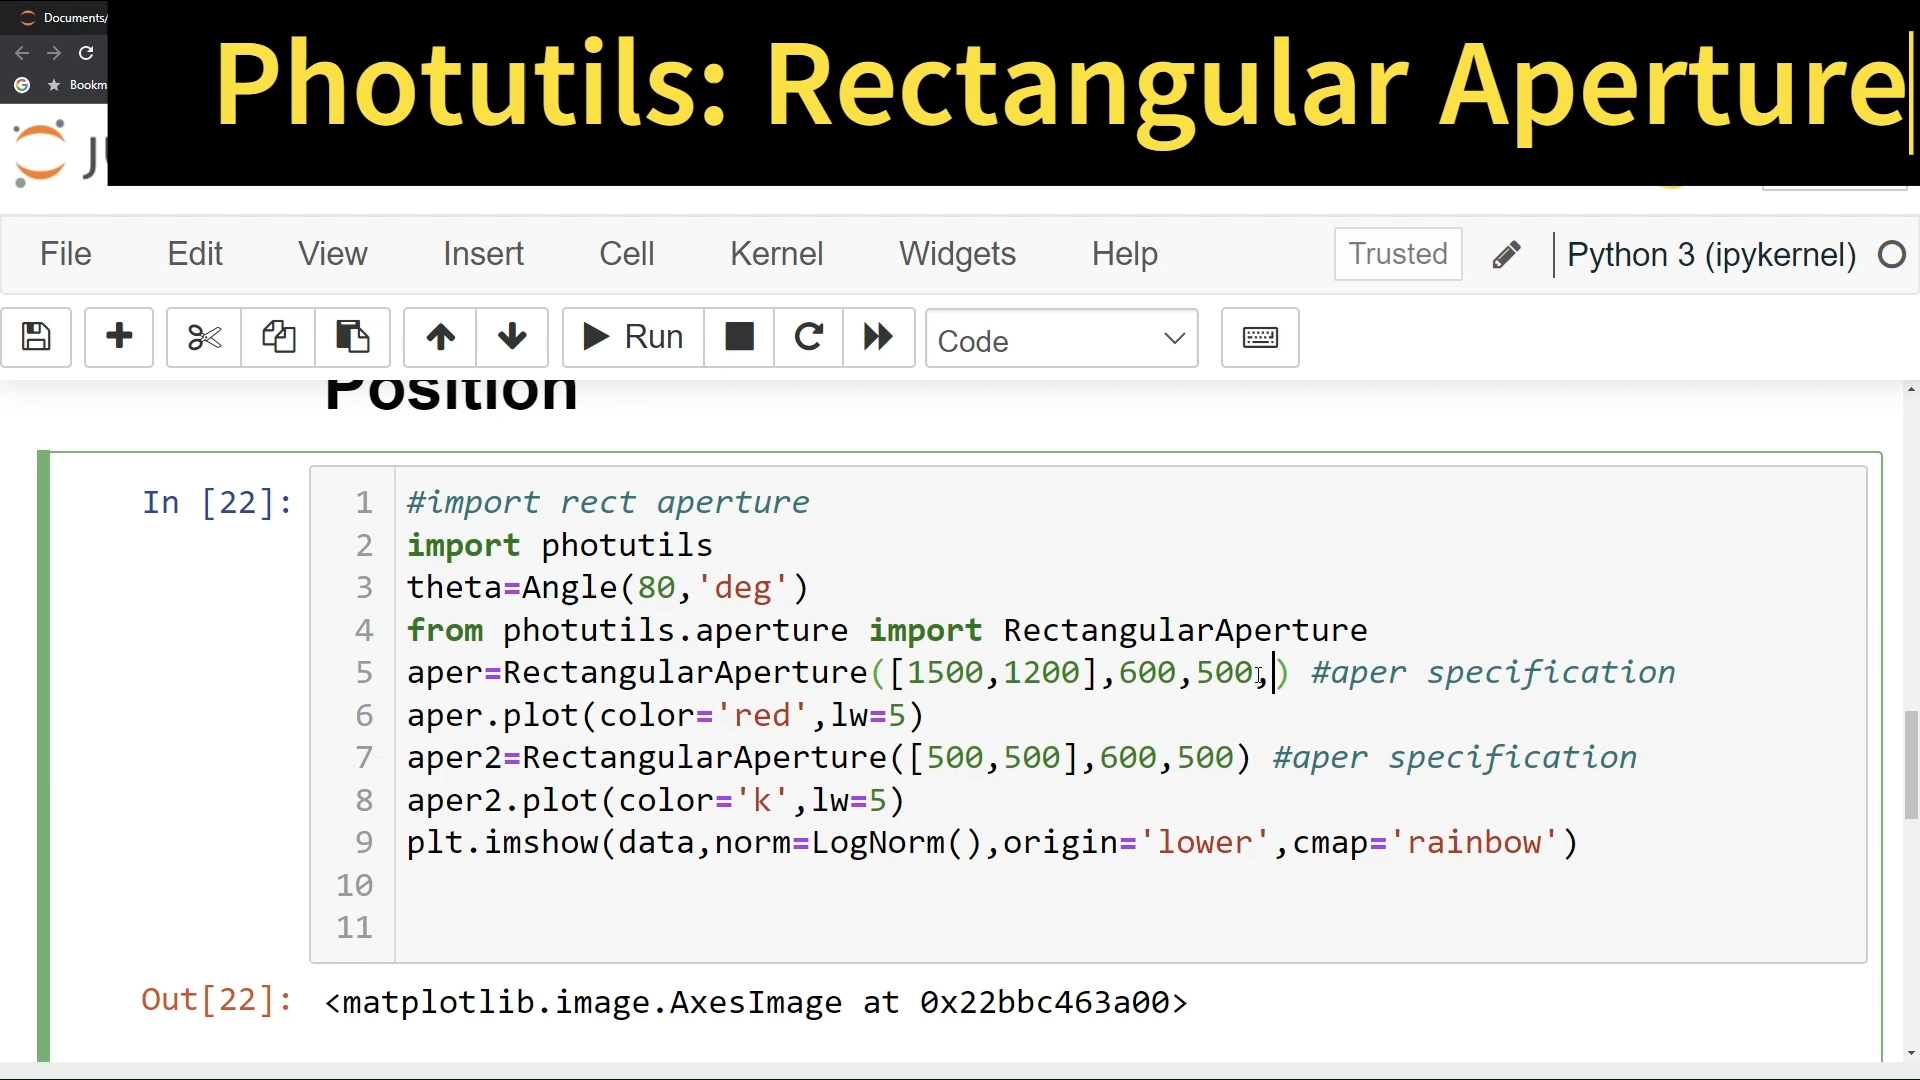 Documents/
Photutils: Rectangular Aperture
Bookm
File Edit View Insert Cell Kernel Widgets Help Trusted Python 3 (ipykernel)
Run Code
Position
In [22]:
1 #import rect aperture
2 import photutils
3 theta=Angle(80,'deg')
4 from photutils.aperture import RectangularAperture
5 aper=RectangularAperture([1500,1200],600,500,) #aper specification
6 aper.plot(color='red',lw=5)
7 aper2=RectangularAperture([500,500],600,500) #aper specification
8 aper2.plot(color='k',lw=5)
9 plt.imshow(data,norm=LogNorm(),origin='lower',cmap='rainbow')
10
11
Out[22]: <matplotlib.image.AxesImage at 0x22bbc463a00>